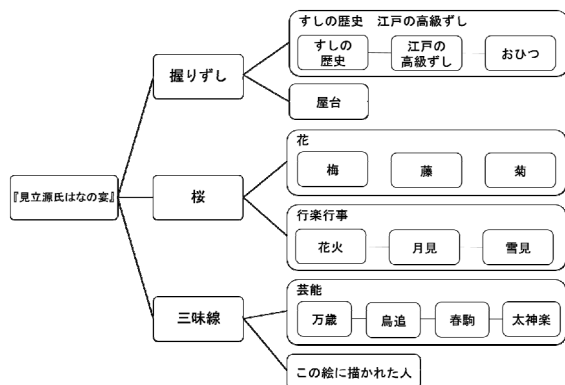 『見立源氏はなの宴』
握りずし
すしの歴史　江戸の高級ずし
すしの
歴史
江戸の
高級ずし
おひつ
屋台
桜
花
梅
藤
菊
行楽行事
花火
月見
雪見
三味線
芸能
万歳
鳥追
春駒
太神楽
この絵に描かれた人